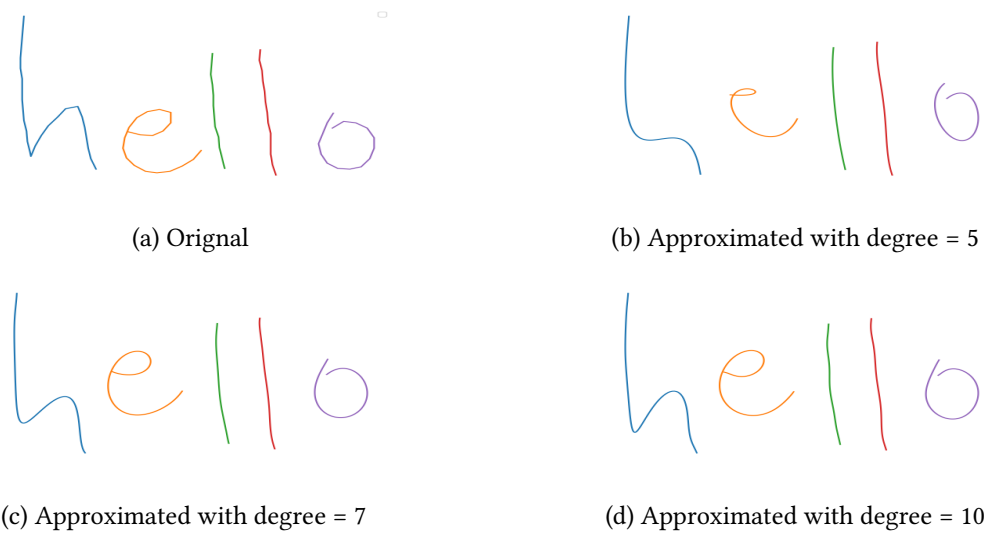 hello
(a) Orignal
hello
(b) Approximated with degree = 5
hello
(c) Approximated with degree = 7
hello
(d) Approximated with degree = 10